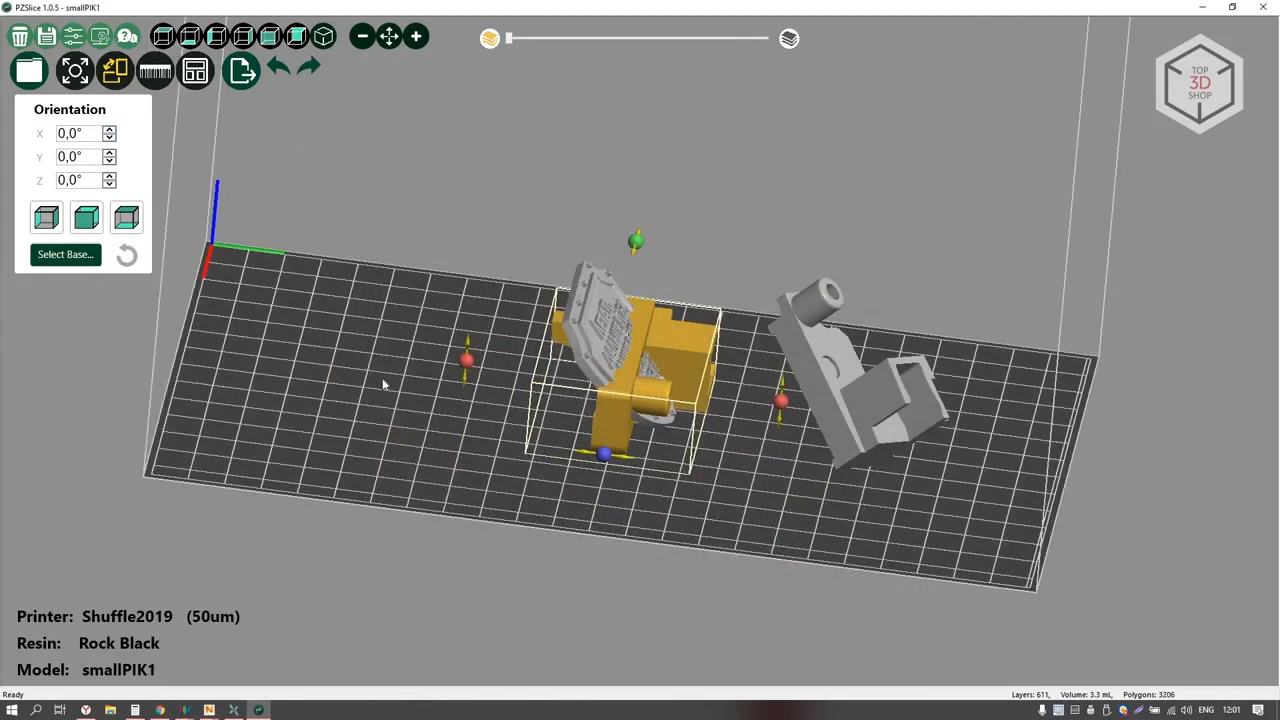 PZSlice 1.0.5 - smallPIK1
TOP
3D
SHOP
Orientation
X 0,0°
Y 0,0°
Z 0,0°
Select Base...
Printer: Shuffle2019 (50um)
Resin: Rock Black
Model: smallPIK1
Ready
Layers: 611, Volume: 3.3 mL, Polygons: 3206
ENG 12:01